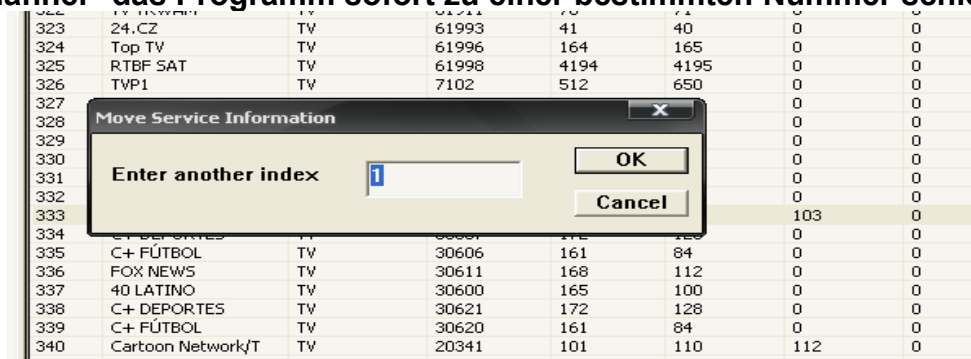 das Programm sofort zu einer bestimmten Nummer
322 TV
323 24.CZ TV 61993 41 40 0 0
324 Top TV TV 61996 164 165 0 0
325 RTBF SAT TV 61998 4194 4195 0 0
326 TVP1 TV 7102 512 650 0 0
327 0 0
Move Service Information x
328 0 0
329 0 0
330 0 0
OK
Enter another index 1
331 0 0
332 0 0
Cancel
333 103 0
334 C+ DEPORTES 0 0
335 C+ FÚTBOL TV 30606 161 84 0 0
336 FOX NEWS TV 30611 168 112 0 0
337 40 LATINO TV 30600 165 100 0 0
338 C+ DEPORTES TV 30621 172 128 0 0
339 C+ FÚTBOL TV 30620 161 84 0 0
340 Cartoon Network/T TV 20341 101 110 112 0